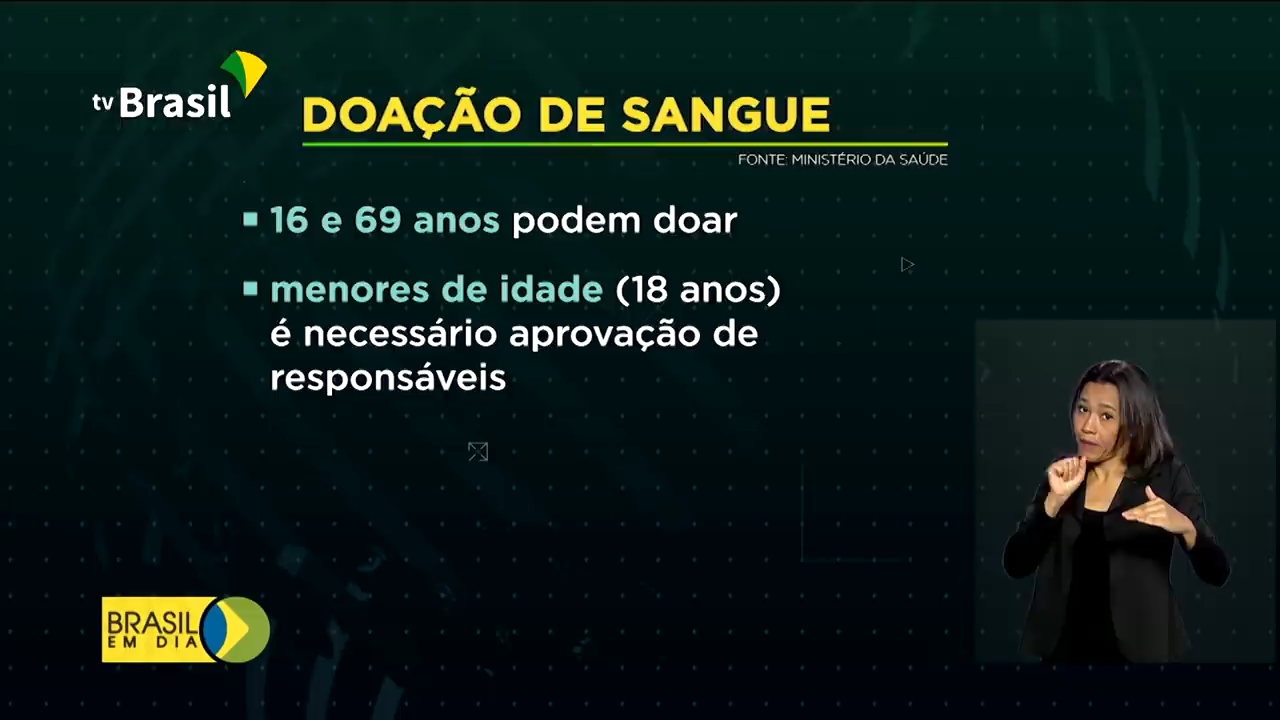 tv Brasil
DOAÇÃO DE SANGUE
FONTE: MINISTÉRIO DA SAÚDE
16 e 69 anos podem doar
menores de idade (18 anos)
é necessário aprovação de
responsáveis
BRASIL
EM DIA